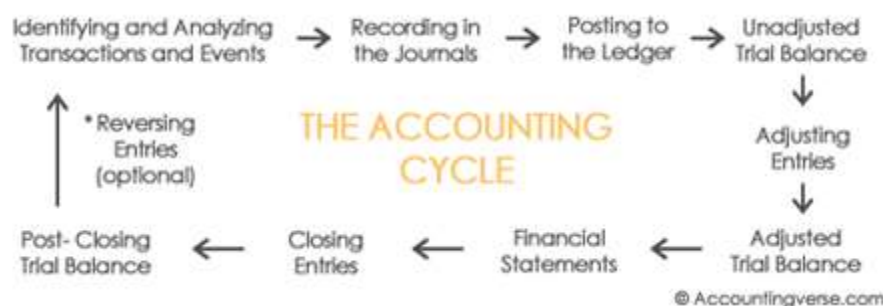 Identifying and Analyzing
Transactions and Events
Recording in
the Journals
Posting to
the Ledger
Unadjusted
Trial Balance
* Reversing
Entries
(optional)
THE ACCOUNTING
CYCLE
Adjusting
Entries
Post- Closing
Trial Balance
Closing
Entries
Financial
Statements
Adjusted
Trial Balance
© Accountingverse.com